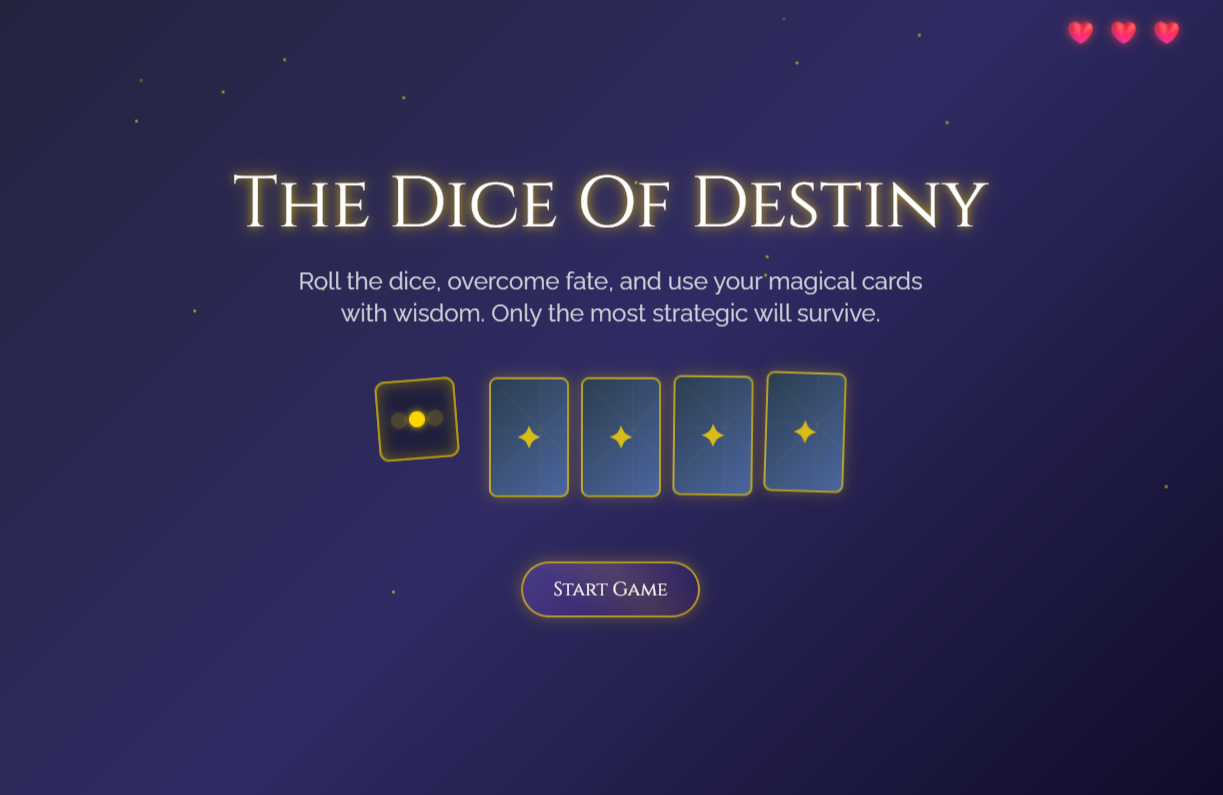 The Dice Of Destiny
Roll the dice, overcome fate, and use your magical cards
with wisdom. Only the most strategic will survive.
Start Game